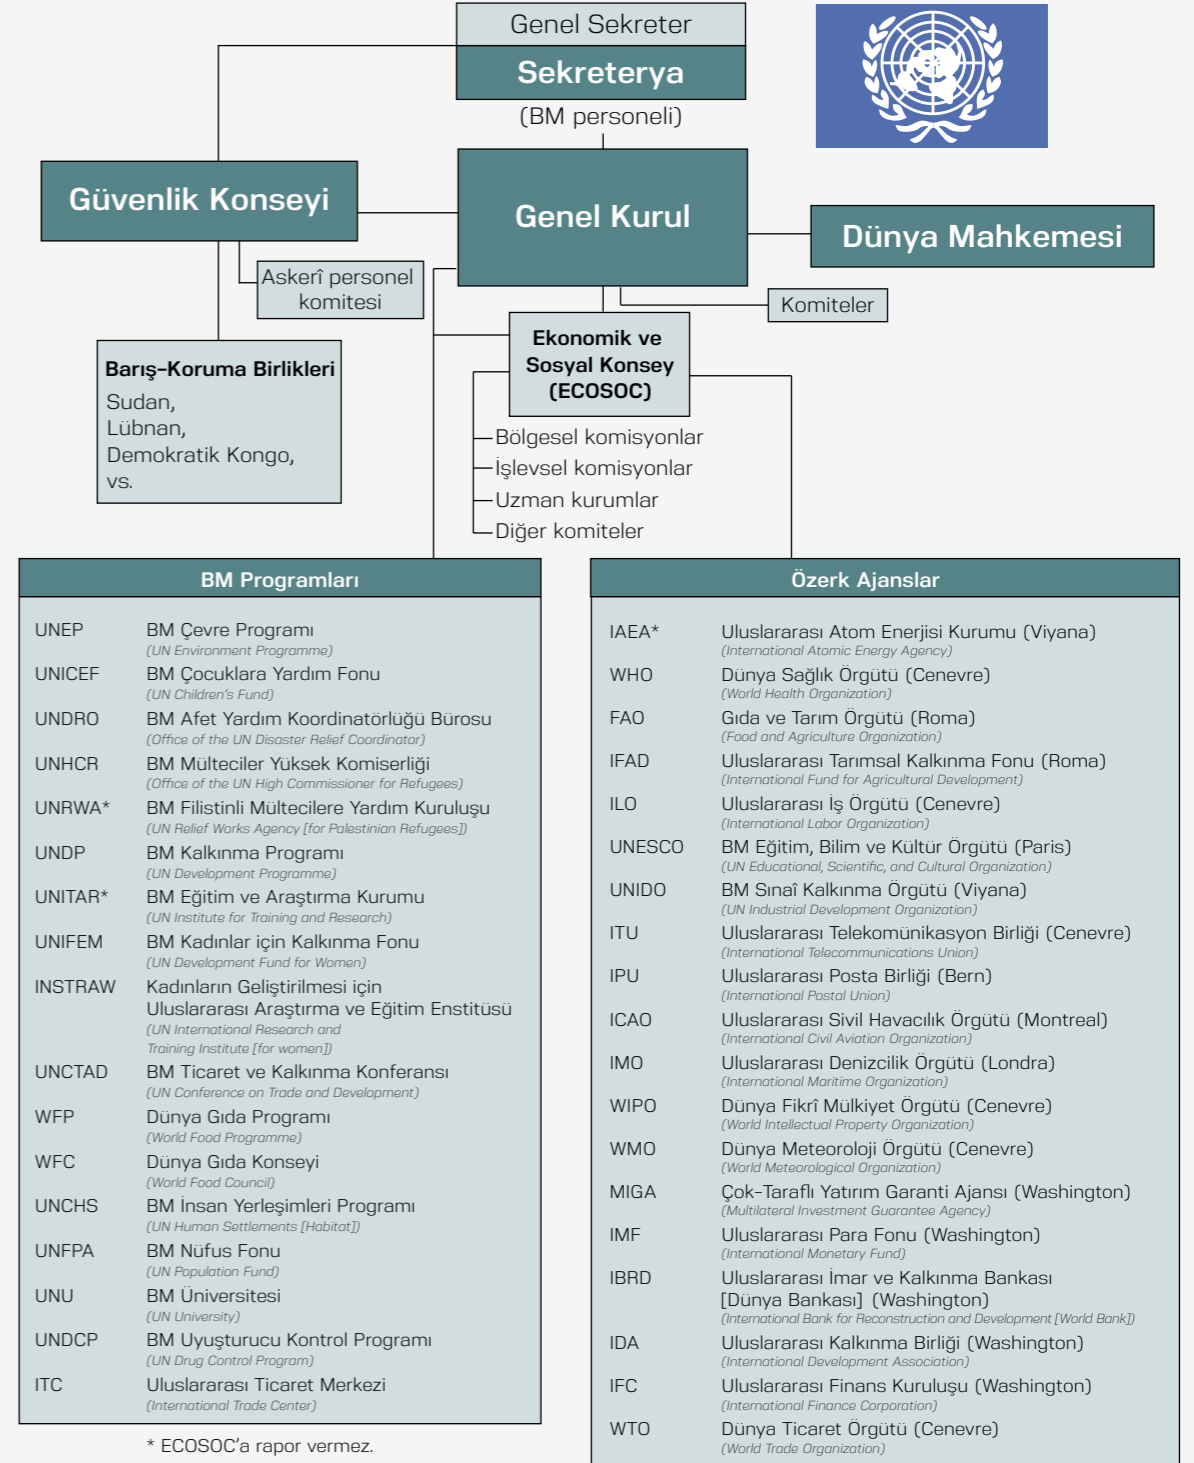 Genel Sekreter
Sekreterya
(BM personeli)
Güvenlik Konseyi
Genel Kurul
Dünya Mahkemesi
Askerî personel
komitesi
Komiteler
Barış-Koruma Birlikleri
Sudan,
Lübnan,
Demokratik Kongo,
vs.
Ekonomik ve
Sosyal Konsey
(ECOSOC)
Bölgesel komisyonlar
İşlevsel komisyonlar
Uzman kurumlar
Diğer komiteler
BM Programları
UNEP BM Çevre Programı
(UN Environment Programme)
UNICEF BM Çocuklara Yardım Fonu
(UN Children's Fund)
UNDRO BM Afet Yardım Koordinatörlüğü Bürosu
(Office of the UN Disaster Relief Coordinator)
UNHCR BM Mülteciler Yüksek Komiserliği
(Office of the UN High Commissioner for Refugees)
UNRWA* BM Filistinli Mültecilere Yardım Kuruluşu
(UN Relief Works Agency [for Palestinian Refugees])
UNDP BM Kalkınma Programı
(UN Development Programme)
UNITAR* BM Eğitim ve Araştırma Kurumu
(UN Institute for Training and Research)
UNIFEM BM Kadınlar için Kalkınma Fonu
(UN Development Fund for Women)
INSTRAW Kadınların Geliştirilmesi için
Uluslararası Araştırma ve Eğitim Enstitüsü
(UN International Research and
Training Institute [for women])
UNCTAD BM Ticaret ve Kalkınma Konferansı
(UN Conference on Trade and Development)
WFP Dünya Gıda Programı
(World Food Programme)
WFC Dünya Gıda Konseyi
(World Food Council)
UNCHS BM İnsan Yerleşimleri Programı
(UN Human Settlements [Habitat])
UNFPA BM Nüfus Fonu
(UN Population Fund)
UNU BM Üniversitesi
(UN University)
UNDCP BM Uyuşturucu Kontrol Programı
(UN Drug Control Program)
ITC Uluslararası Ticaret Merkezi
(International Trade Center)
* ECOSOC'a rapor vermez.
Özerk Ajanslar
IAEA* Uluslararası Atom Enerjisi Kurumu (Viyana)
(International Atomic Energy Agency)
WHO Dünya Sağlık Örgütü (Cenevre)
(World Health Organization)
FAO Gıda ve Tarım Örgütü (Roma)
(Food and Agriculture Organization)
IFAD Uluslararası Tarımsal Kalkınma Fonu (Roma)
(International Fund for Agricultural Development)
ILO Uluslararası İş Örgütü (Cenevre)
(International Labor Organization)
UNESCO BM Eğitim, Bilim ve Kültür Örgütü (Paris)
(UN Educational, Scientific, and Cultural Organization)
UNIDO BM Sınaî Kalkınma Örgütü (Viyana)
(UN Industrial Development Organization)
ITU Uluslararası Telekomünikasyon Birliği (Cenevre)
(International Telecommunications Union)
IPU Uluslararası Posta Birliği (Bern)
(International Postal Union)
ICAO Uluslararası Sivil Havacılık Örgütü (Montreal)
(International Civil Aviation Organization)
IMO Uluslararası Denizcilik Örgütü (Londra)
(International Maritime Organization)
WIPO Dünya Fikrî Mülkiyet Örgütü (Cenevre)
(World Intellectual Property Organization)
WMO Dünya Meteoroloji Örgütü (Cenevre)
(World Meteorological Organization)
MIGA Çok-Taraflı Yatırım Garanti Ajansı (Washington)
(Multilateral Investment Guarantee Agency)
IMF Uluslararası Para Fonu (Washington)
(International Monetary Fund)
IBRD Uluslararası İmar ve Kalkınma Bankası
[Dünya Bankası] (Washington)
(International Bank for Reconstruction and Development [World Bank])
IDA Uluslararası Kalkınma Birliği (Washington)
(International Development Association)
IFC Uluslararası Finans Kuruluşu (Washington)
(International Finance Corporation)
WTO Dünya Ticaret Örgütü (Cenevre)
(World Trade Organization)